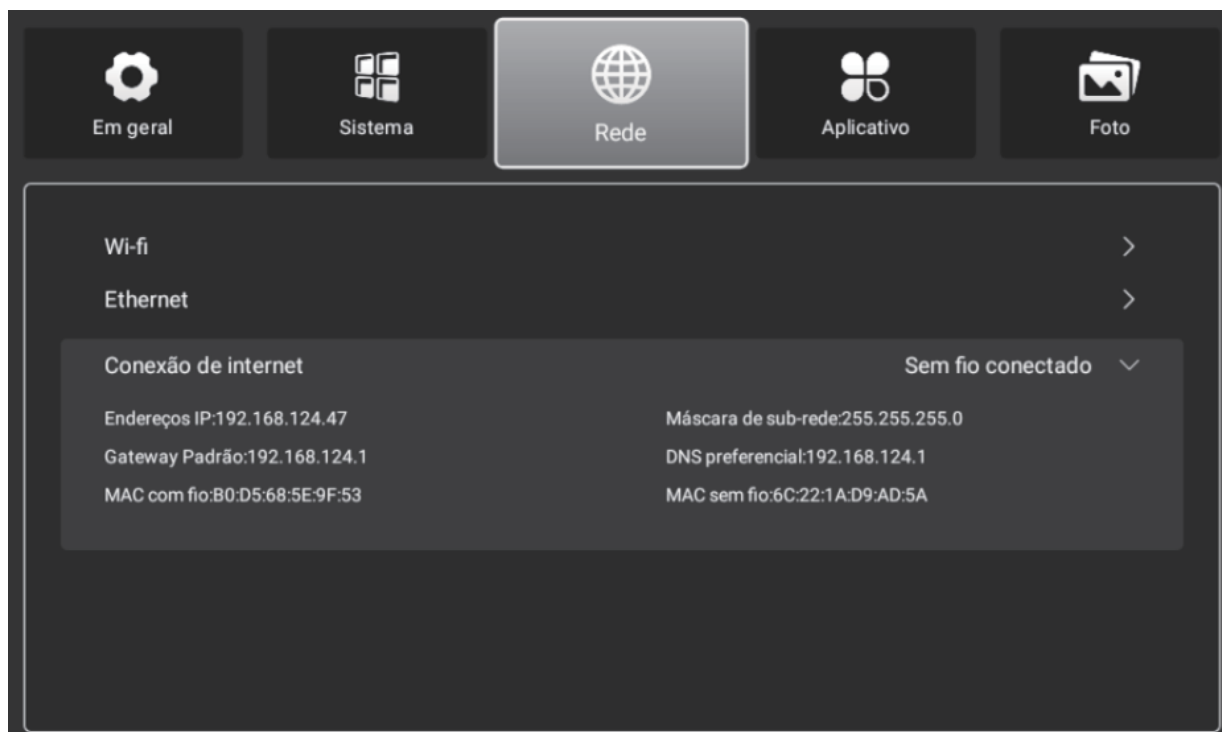 Em geral
Sistema
Rede
Aplicativo
Foto
Wi-fi
Ethernet
Conexão de internet Sem fio conectado
Endereços IP:192.168.124.47 Máscara de sub-rede:255.255.255.0
Gateway Padrão:192.168.124.1 DNS preferencial:192.168.124.1
MAC com fio:B0:D5:68:5E:9F:53 MAC sem fio:6C:22:1A:D9:AD:5A